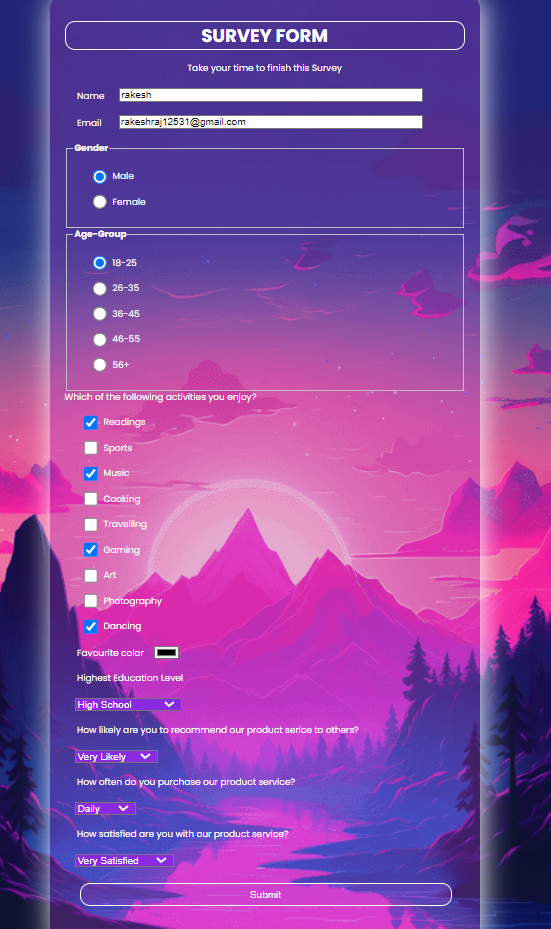 SURVEY FORM
Take your time to finish this Survey
Name rakesh
Email rakeshraj12531@gmail.com
Gender
Male
Female
Age-Group
18-25
26-35
36-45
46-55
56+
Which of the following activities you enjoy?
Readings
Sports
Music
Cooking
Travelling
Gaming
Art
Photography
Dancing
Favourite color
Highest Education Level
High School
How likely are you to recommend our product serice to others?
Very Likely
How often do you purchase our product service?
Daily
How satisfied are you with our product service?
Very Satisfied
Submit